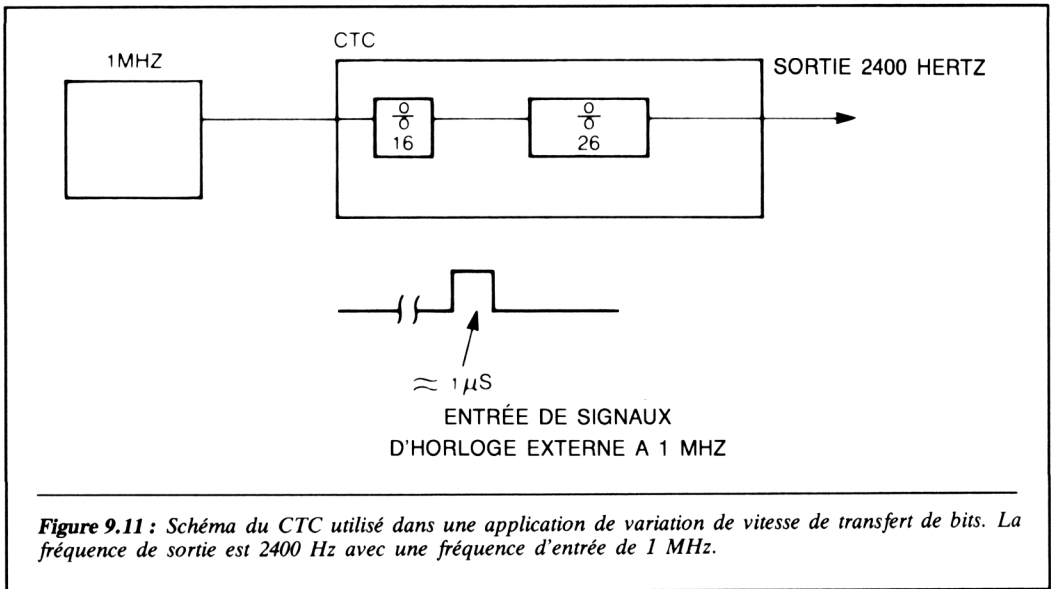 CTC
1MHZ
SORTIE 2400 HERTZ
O/O
16
O/O
26
≈ 1 µS
ENTRÉE DE SIGNAUX
D'HORLOGE EXTERNE A 1 MHZ
Figure 9.11 : Schéma du CTC utilisé dans une application de variation de vitesse de transfert de bits. La
fréquence de sortie est 2400 Hz avec une fréquence d'entrée de 1 MHz.